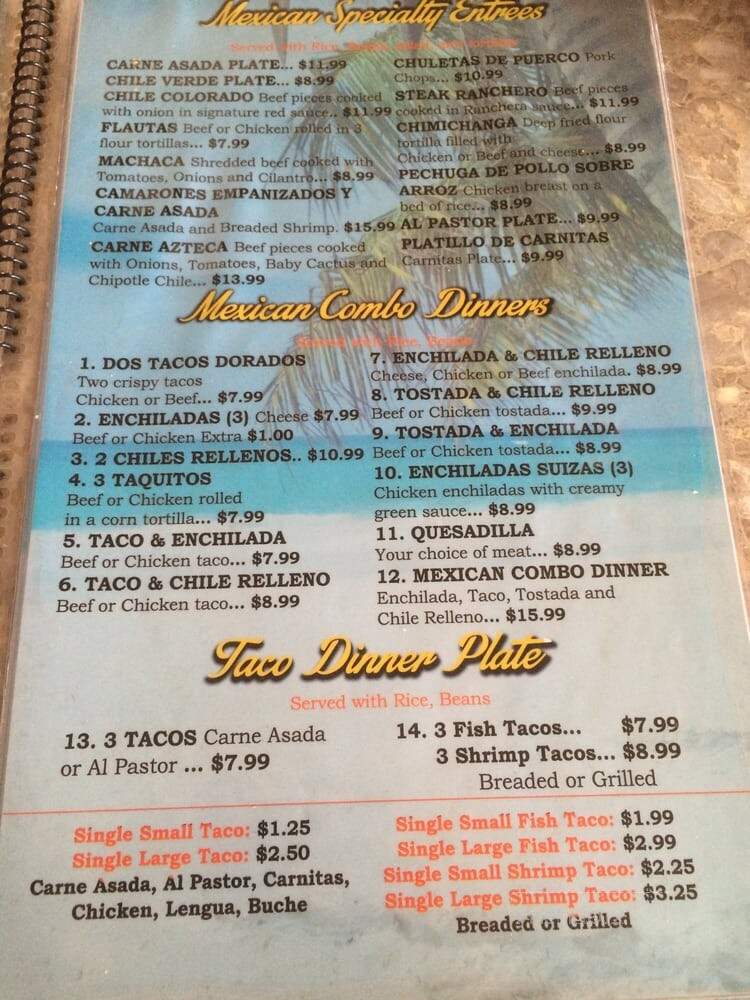 Mexican Specialty Entrees
Served with Rice,
CARNE ASADA PLATE... $11.99
CHILE VERDE PLATE... $8.99
CHILE COLORADO Beef pieces cooked
with onion in signature red sauce.. $11.99
FLAUTAS Beef or Chicken rolled in 3
flour tortillas... $7.99
MACHACA Shredded beef cooked with
Tomatoes, Onions and Cilantro... $8.99
CAMARONES EMPANIZADOS Y
CARNE ASADA
Carne Asada and Breaded Shrimp. $15.99
CARNE AZTECA Beef pieces cooked
with Onions, Tomatoes, Baby Cactus and
Chipotle Chile... $13.99
CHULETAS DE PUERCO Pork
Chops... $10.99
STEAK RANCHERO Beef pieces
cooked in Ranchera sauce... $11.99
CHIMICHANGA Deep fried flour
tortilla filled with
Chicken or Beef and cheese... $8.99
PECHUGA DE POLLO SOBRE
ARROZ Chicken breast on a
bed of rice... $8.99
AL PASTOR PLATE... $9.99
PLATILLO DE CARNITAS
Carnitas Plate... $9.99
Mexican Combo Dinners
Served with Rice, Beans
1. DOS TACOS DORADOS
Two crispy tacos
Chicken or Beef... $7.99
2. ENCHILADAS (3) Cheese $7.99
Beef or Chicken Extra $1.00
3. 2 CHILES RELLENOS.. $10.99
4. 3 TAQUITOS
Beef or Chicken rolled
in a corn tortilla... $7.99
5. TACO & ENCHILADA
Beef or Chicken taco... $7.99
6. TACO & CHILE RELLENO
Beef or Chicken taco... $8.99
7. ENCHILADA & CHILE RELLENO
Cheese, Chicken or Beef enchilada. $8.99
8. TOSTADA & CHILE RELLENO
Beef or Chicken tostada... $9.99
9. TOSTADA & ENCHILADA
Beef or Chicken tostada... $8.99
10. ENCHILADAS SUIZAS (3)
Chicken enchiladas with creamy
green sauce... $8.99
11. QUESADILLA
Your choice of meat... $8.99
12. MEXICAN COMBO DINNER
Enchilada, Taco, Tostada and
Chile Relleno... $15.99
Taco Dinner Plate
Served with Rice, Beans
13. 3 TACOS Carne Asada
or Al Pastor ... $7.99
14. 3 Fish Tacos... $7.99
3 Shrimp Tacos... $8.99
Breaded or Grilled
Single Small Taco: $1.25
Single Large Taco: $2.50
Carne Asada, Al Pastor, Carnitas,
Chicken, Lengua, Buche
Single Small Fish Taco: $1.99
Single Large Fish Taco: $2.99
Single Small Shrimp Taco: $2.25
Single Large Shrimp Taco: $3.25
Breaded or Grilled